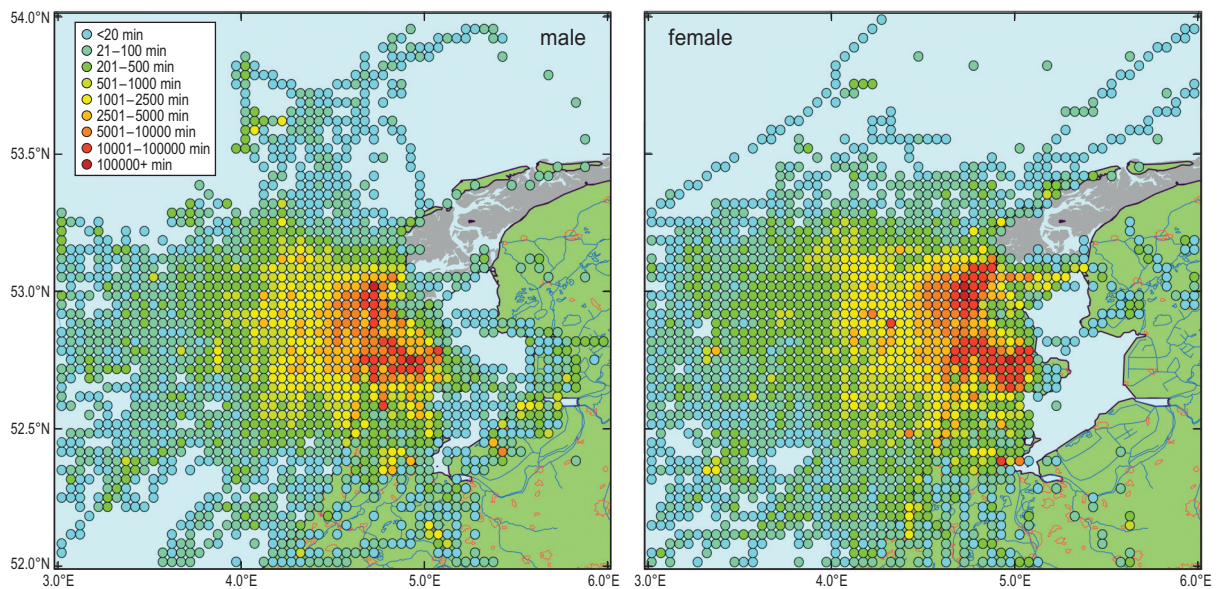 54.0°N
male
female
<20 min
21–100 min
201–500 min
501–1000 min
1001–2500 min
2501–5000 min
5001–10000 min
10001–100000 min
100000+ min
53.5°N
53.0°N
52.5°N
52.0°N
3.0°E
4.0°E
5.0°E
6.0°E
3.0°E
4.0°E
5.0°E
6.0°E